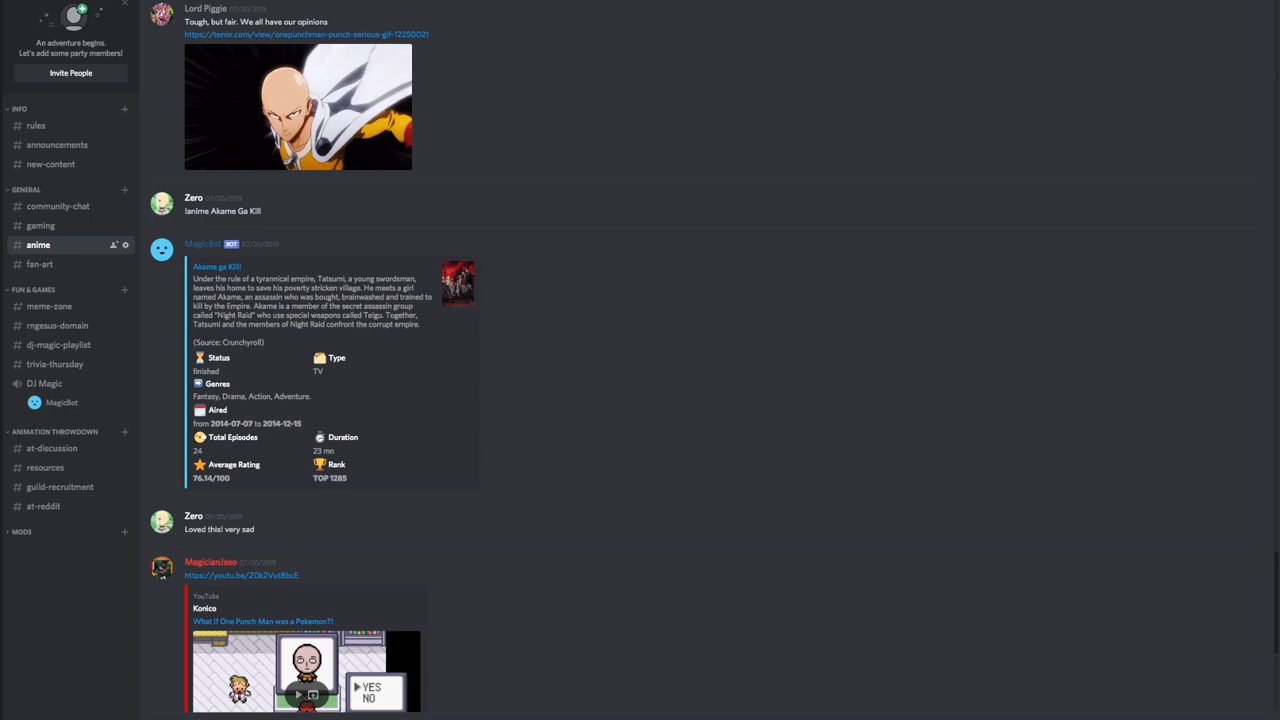 An adventure begins.
Let's add some party members!
Invite People
INFO
# rules
# announcements
# new-content
GENERAL
# community-chat
# gaming
# anime
# fan-art
FUN & GAMES
# meme-zone
# rngesus-domain
# dj-magic-playlist
# trivia-thursday
DJ Magic
MagicBot
ANIMATION THROWDOWN
# at-discussion
# resources
# guild-recruitment
# at-reddit
MODS
Lord Piggie 07/20/2019
Tough, but fair. We all have our opinions
https://tenor.com/view/onepunchman-punch-serious-gif-12250021
Zero 07/20/2019
!anime Akame Ga Kill
MagicBot BOT 07/20/2019
Akame ga Kill!
Under the rule of a tyrannical empire, Tatsumi, a young swordsman,
leaves his home to save his poverty stricken village. He meets a girl
named Akame, an assassin who was bought, brainwashed and trained to
kill by the Empire. Akame is a member of the secret assassin group
called "Night Raid" who use special weapons called Teigu. Together,
Tatsumi and the members of Night Raid confront the corrupt empire.
(Source: Crunchyroll)
Status Type
finished TV
Genres
Fantasy, Drama, Action, Adventure.
Aired
from 2014-07-07 to 2014-12-15
Total Episodes Duration
24 23 mn
Average Rating Rank
76.14/100 TOP 1285
Zero 07/20/2019
Loved this! very sad
MagicianJaso 07/20/2019
https://youtu.be/Z0k2Vut8bcE
YouTube
Konico
What if One Punch Man was a Pokemon?!
YES
NO